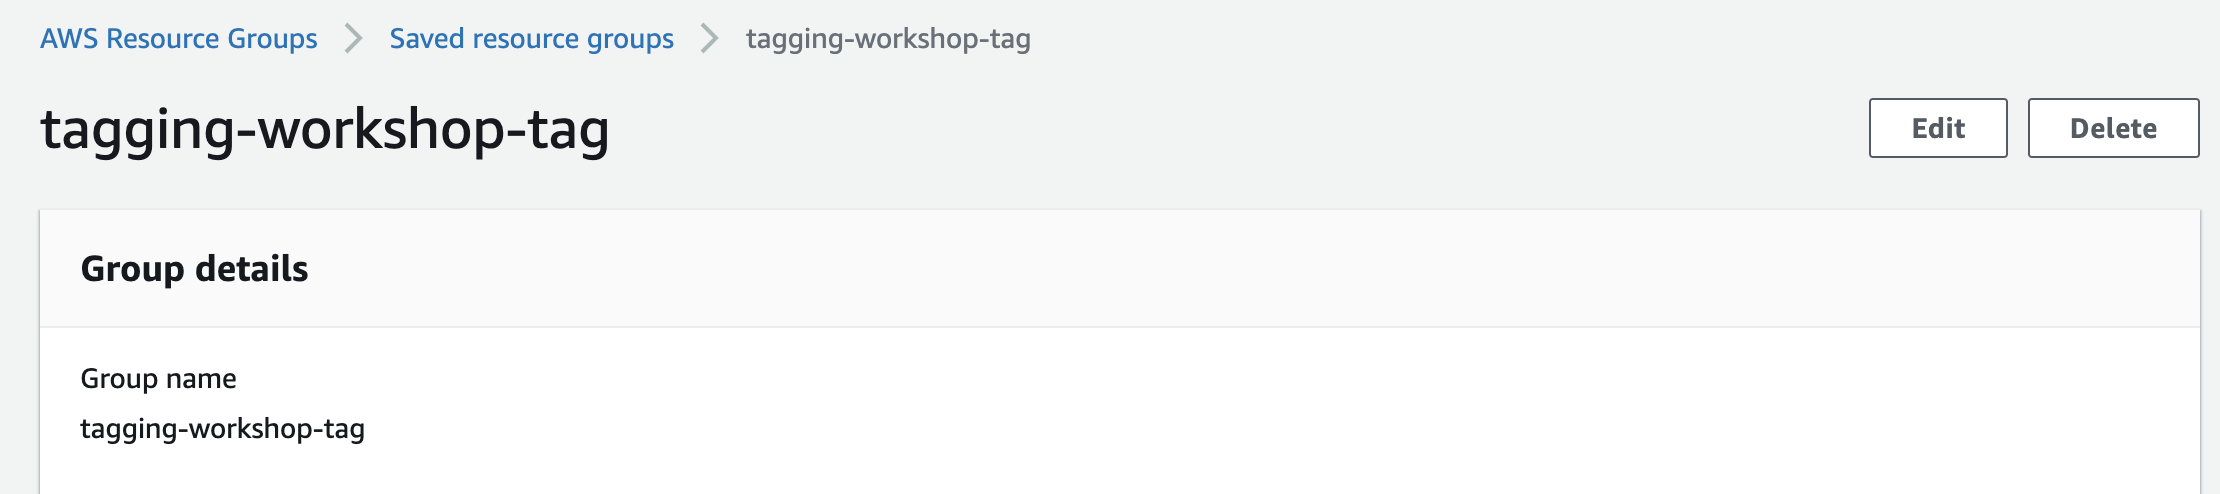 AWS Resource Groups Saved resource groups tagging-workshop-tag
tagging-workshop-tag Edit Delete
Group details
Group name
tagging-workshop-tag